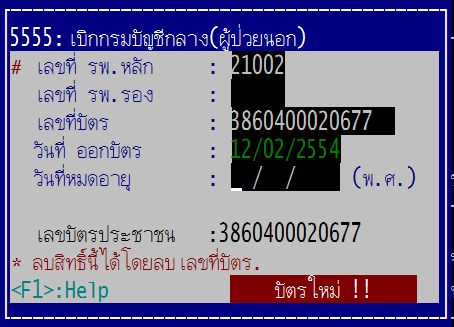 5555: เบิกกรมบัญชีกลาง(ผู้ป่วยนอก)
# เลขที่ รพ.หลัก : 21002
เลขที่ รพ.รอง :
เลขที่บัตร : 3860400020677
วันที่ ออกบัตร : 12/02/2554
วันที่หมดอายุ : _ / / (พ.ศ.)
เลขบัตรประชาชน :3860400020677
* ลบสิทธิ์นี้ได้โดยลบ เลขที่บัตร.
<F1>:Help บัตรใหม่ !!